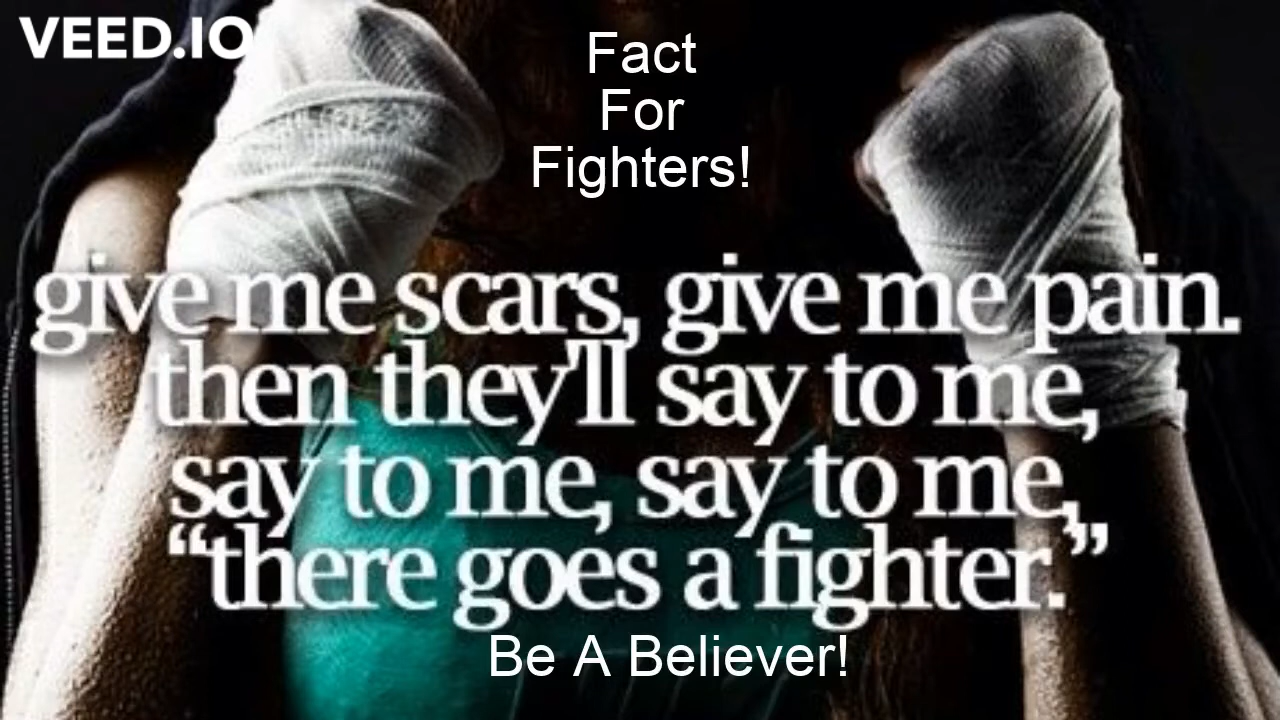 VEED.IO
Fact
For
Fighters!
give me scars, give me pain.
then they'll say to me,
say to me, say to me,
“there goes a fighter.”
Be A Believer!